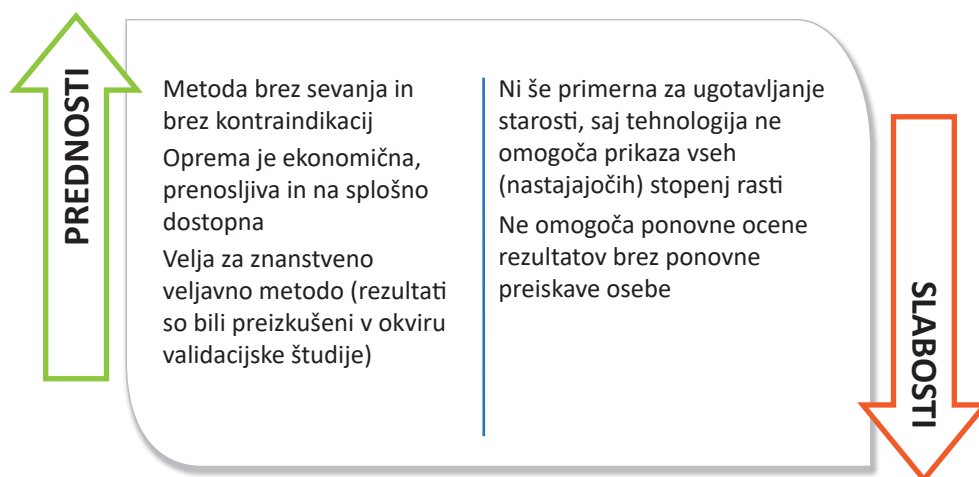 PREDNOSTI
Metoda brez sevanja in
brez kontraindikacij
Oprema je ekonomična,
prenosljiva in na splošno
dostopna
Velja za znanstveno
veljavno metodo (rezultati
so bili preizkušeni v okviru
validacijske študije)
Ni še primerna za ugotavljanje
starosti, saj tehnologija ne
omogoča prikaza vseh
(nastajajočih) stopenj rasti
Ne omogoča ponovne ocene
rezultatov brez ponovne
preiskave osebe
SLABOSTI